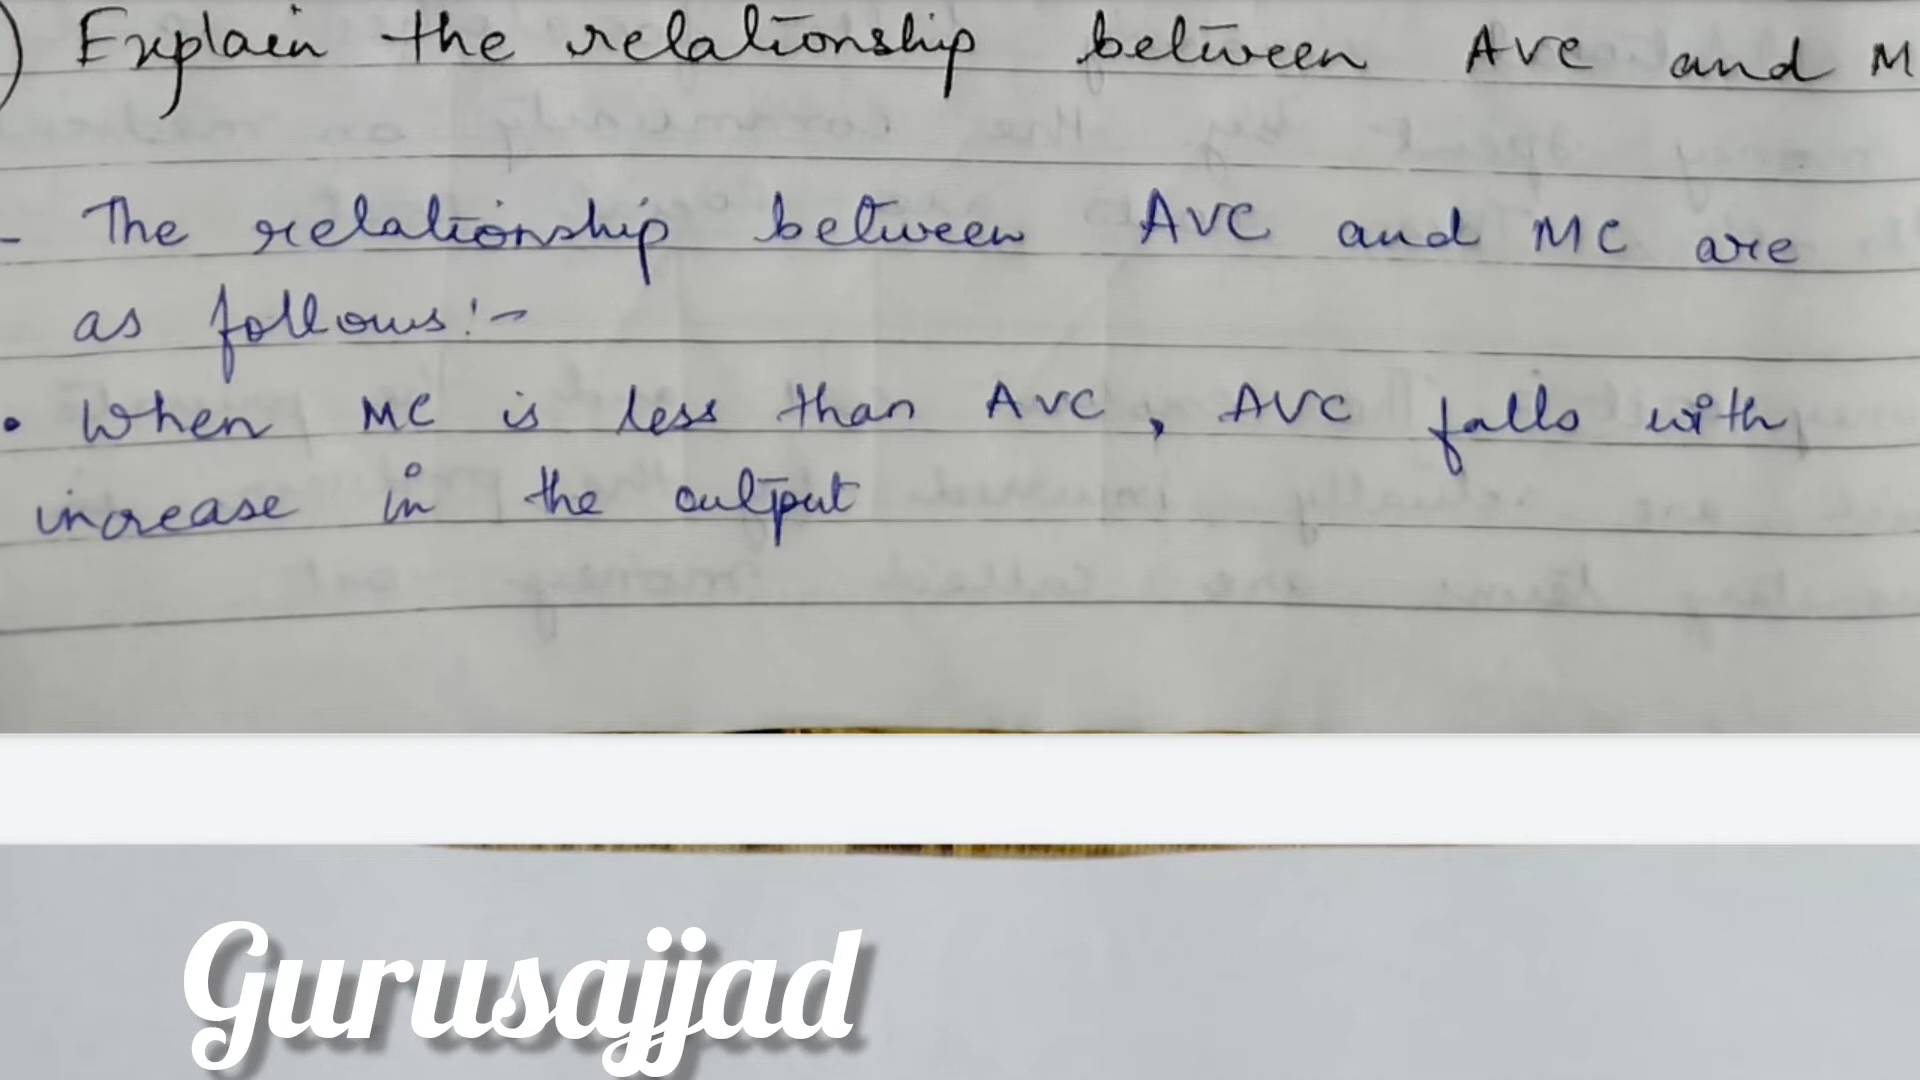 ) Explain the relationship between AVC and M
- The relationship between AVC and MC are
as follows:-
• When MC is less than AVC, AVC falls with
increase in the output
Gurusajjad